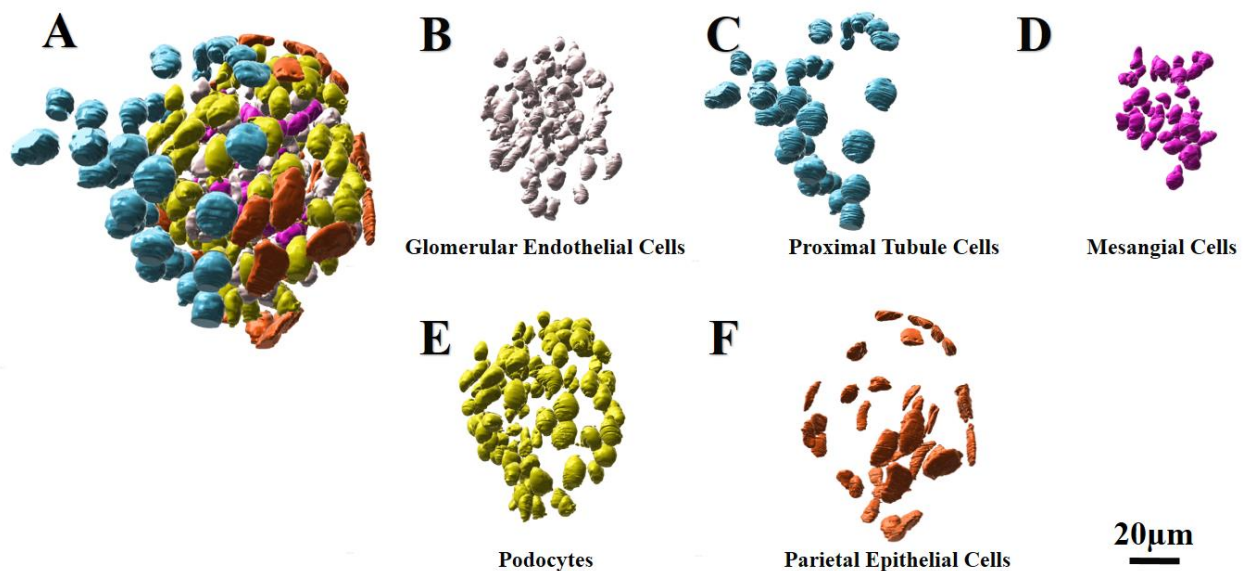 A
B
C
D
Glomerular Endothelial Cells
Proximal Tubule Cells
Mesangial Cells
E
F
Podocytes
Parietal Epithelial Cells
20µm